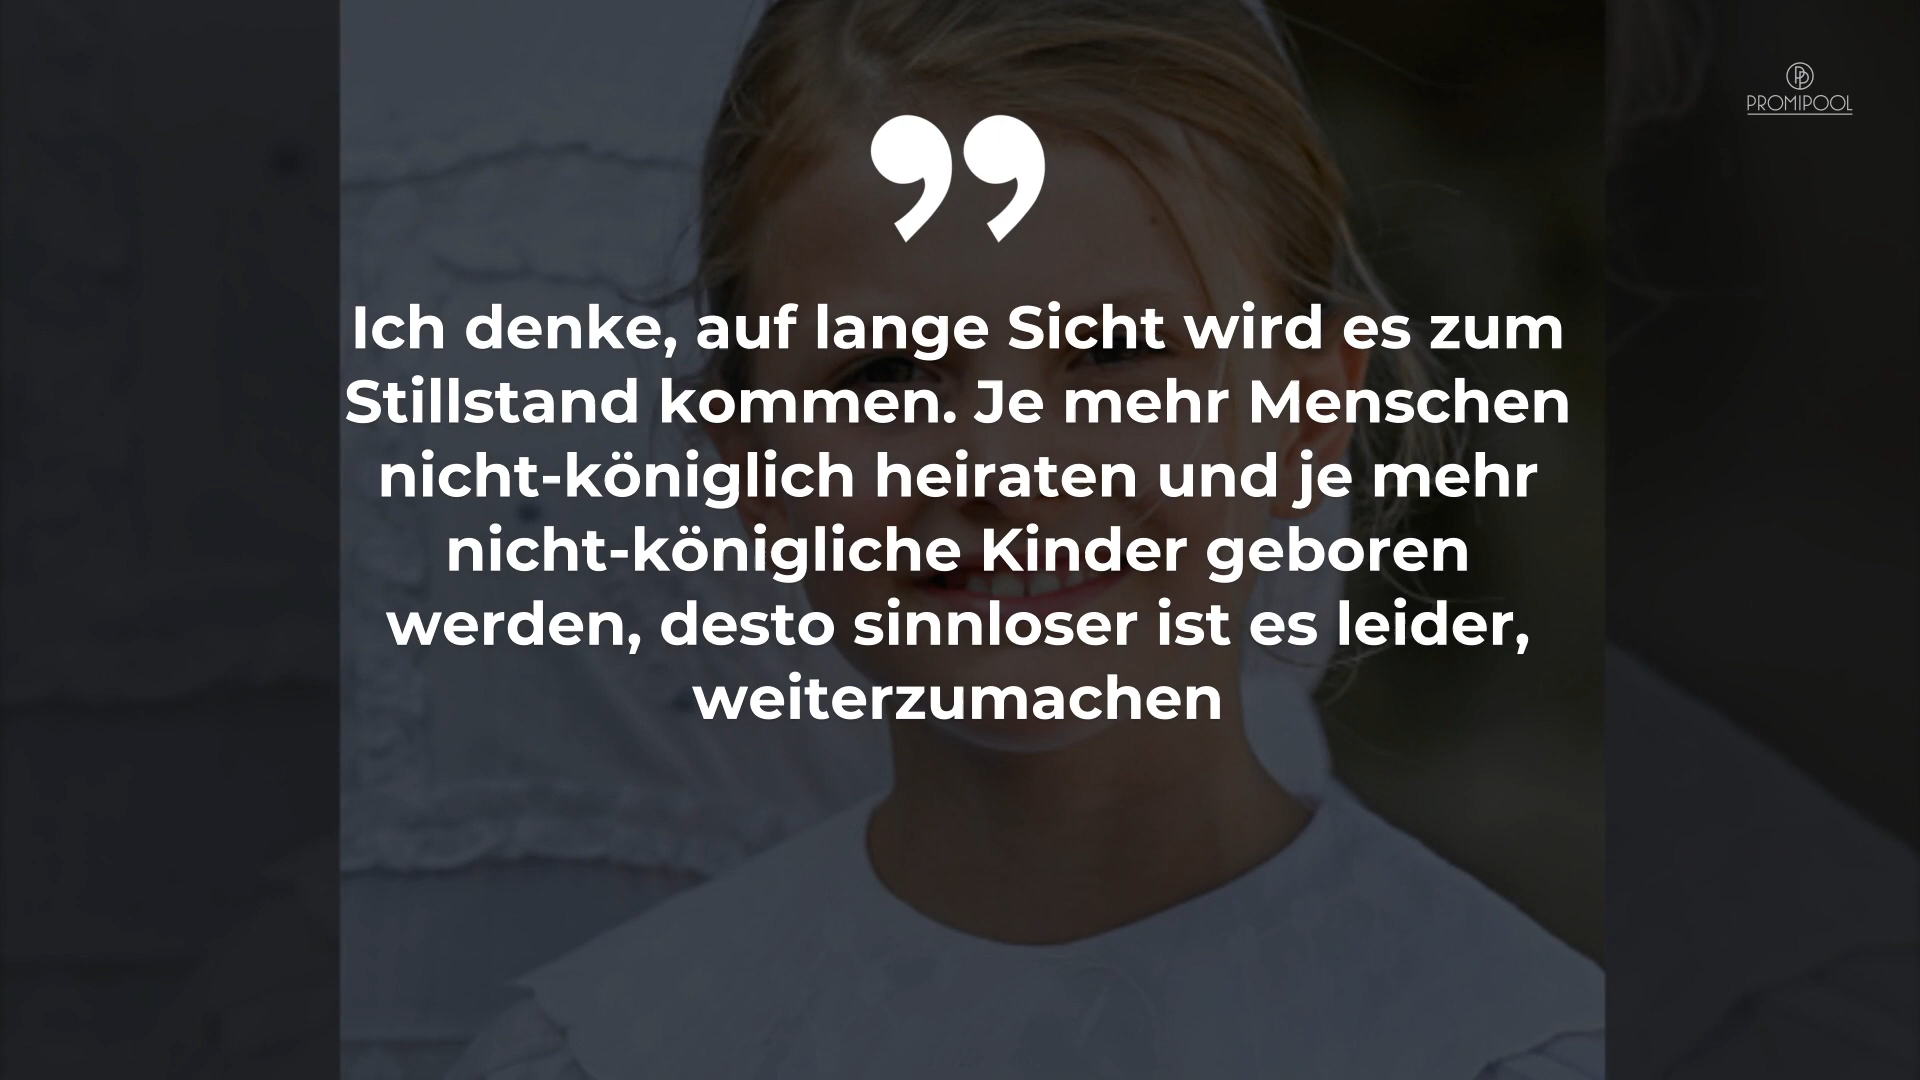 PROMIPOOL
”
Ich denke, auf lange Sicht wird es zum
Stillstand kommen. Je mehr Menschen
nicht-königlich heiraten und je mehr
nicht-königliche Kinder geboren
werden, desto sinnloser ist es leider,
weiterzumachen